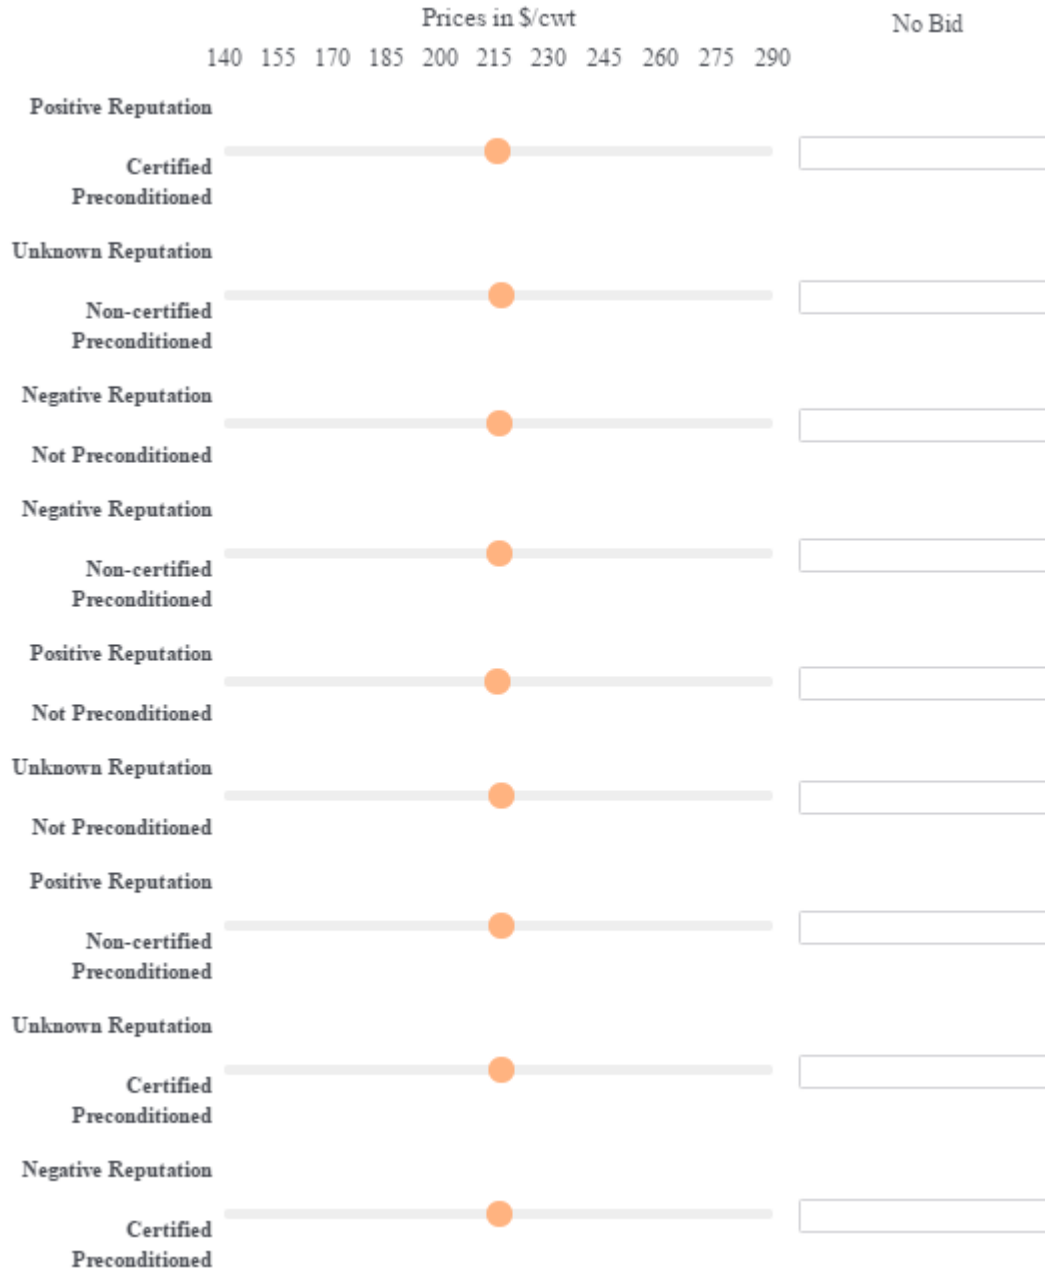 Prices in $/cwt
No Bid
140 155 170 185 200 215 230 245 260 275 290
Positive Reputation
Certified
Preconditioned
Unknown Reputation
Non-certified
Preconditioned
Negative Reputation
Not Preconditioned
Negative Reputation
Non-certified
Preconditioned
Positive Reputation
Not Preconditioned
Unknown Reputation
Not Preconditioned
Positive Reputation
Non-certified
Preconditioned
Unknown Reputation
Certified
Preconditioned
Negative Reputation
Certified
Preconditioned